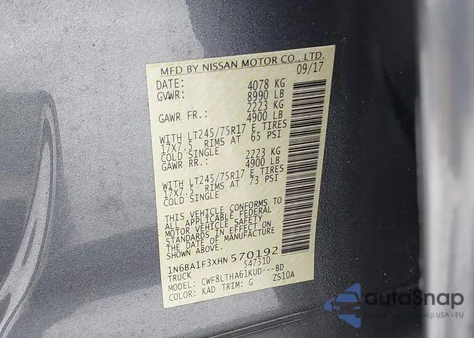 MFD BY NISSAN MOTOR CO., LTD.
DATE: 09/17
GVWR: 4078 KG
8990 LB
GAWR FR.: 2223 KG
4900 LB
WITH LT245/75R17 E TIRES
17X7.5 RIMS AT 65 PSI
COLD SINGLE
GAWR RR.: 2223 KG
4900 LB
WITH LT245/75R17 E TIRES
17X7.5 RIMS AT 73 PSI
COLD SINGLE
THIS VEHICLE CONFORMS TO
ALL APPLICABLE U.S. FEDERAL
MOTOR VEHICLE SAFETY
STANDARDS IN EFFECT ON
THE DATE OF MANUFACTURE
SHOWN ABOVE.
1N6BA1F3XHN570192
TRUCK 54731D
MODEL: CWF8LTHA61KUD---BD
COLOR: KAD TRIM: G ZS10A
autoSnap
www.autosnap.com